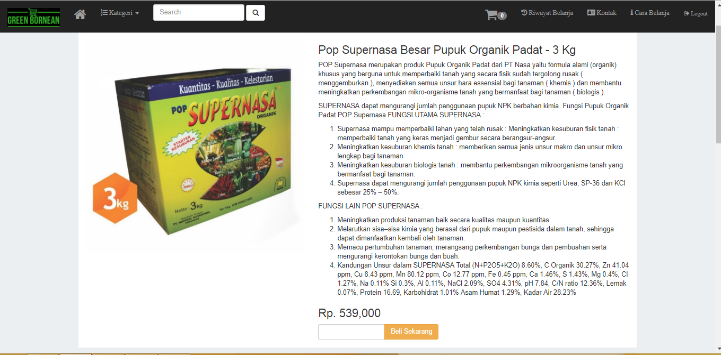 GREEN BORNEAN
Kategori
Search
0
Riwayat Belanja
Kontak
Cara Belanja
Logout
Kuantitas - Kualitas - Kelestarian
POP SUPERNASA
ORGANIK
Netto : 3 kg
3 kg
Pop Supernasa Besar Pupuk Organik Padat - 3 Kg
POP Supernasa merupakan produk Pupuk Organik Padat dari PT Nasa yaitu formula alami (organik)
khusus yang berguna untuk memperbaiki tanah yang secara fisik sudah tergolong rusak (
menggemburkan ), menyediakan semua unsur hara essensial bagi tanaman ( khemis ) dan membantu
meningkatkan perkembangan mikro-organisme tanah yang bermanfaat bagi tanaman ( biologis )
SUPERNASA dapat mengurangi jumlah penggunaan pupuk NPK berbahan kimia. Fungsi Pupuk Organik
Padat POP Supernasa FUNGSI UTAMA SUPERNASA :
1. Supernasa mampu memperbaiki lahan yang telah rusak : Meningkatkan kesuburan fisik tanah :
memperbaiki tanah yang keras menjadi gembur secara berangsur-angsur.
2. Meningkatkan kesuburan khemis tanah : memberikan semua jenis unsur makro dan unsur mikro
lengkap bagi tanaman.
3. Meningkatkan kesuburan biologis tanah : membantu perkembangan mikroorganisme tanah yang
bermanfaat bagi tanaman.
4. Supernasa dapat mengurangi jumlah penggunaan pupuk NPK kimia seperti Urea, SP-36 dan KCl
sebesar 25% – 50%.
FUNGSI LAIN POP SUPERNASA
1. Meningkatkan produksi tanaman baik secara kualitas maupun kuantitas
2. Melarutkan sisa–sisa kimia yang berasal dari pupuk maupun pestisida dalam tanah, sehingga
dapat dimanfaatkan kembali oleh tanaman.
3. Memacu pertumbuhan tanaman, merangsang perkembangan bunga dan pembuahan serta
mengurangi kerontokan bunga dan buah.
4. Kandungan Unsur dalam SUPERNASA Total (N+P2O5+K2O) 8.60%, C Organik 30.27%, Zn 41.04
ppm, Cu 8.43 ppm, Mn 80.12 ppm, Co 12.77 ppm, Fe 0.45 ppm, Ca 1.46%, S 1.43%, Mg 0.4%, Cl
1.27%, Na 0.11% Si 0.3%, Al 0.11%, NaCl 2.09%, SO4 4.31%, pH 7.84, C/N ratio 12.36%, Lemak
0.07%, Protein 16.69, Karbohidrat 1.01% Asam Humat 1.29%, Kadar Air 28.23%
Rp. 539,000
Beli Sekarang